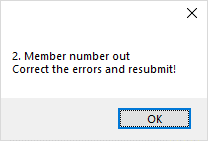 2. Member number out
Correct the errors and resubmit!
OK